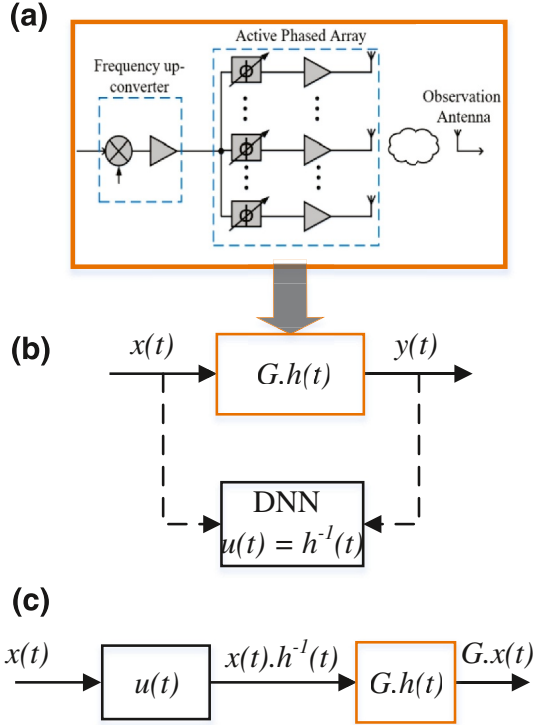 (a)
Active Phased Array
Frequency up-
converter
Observation
Antenna
ϕ
ϕ
ϕ
(b)
x(t)
G.h(t)
y(t)
DNN
u(t) = h⁻¹(t)
(c)
x(t)
u(t)
x(t).h⁻¹(t)
G.h(t)
G.x(t)